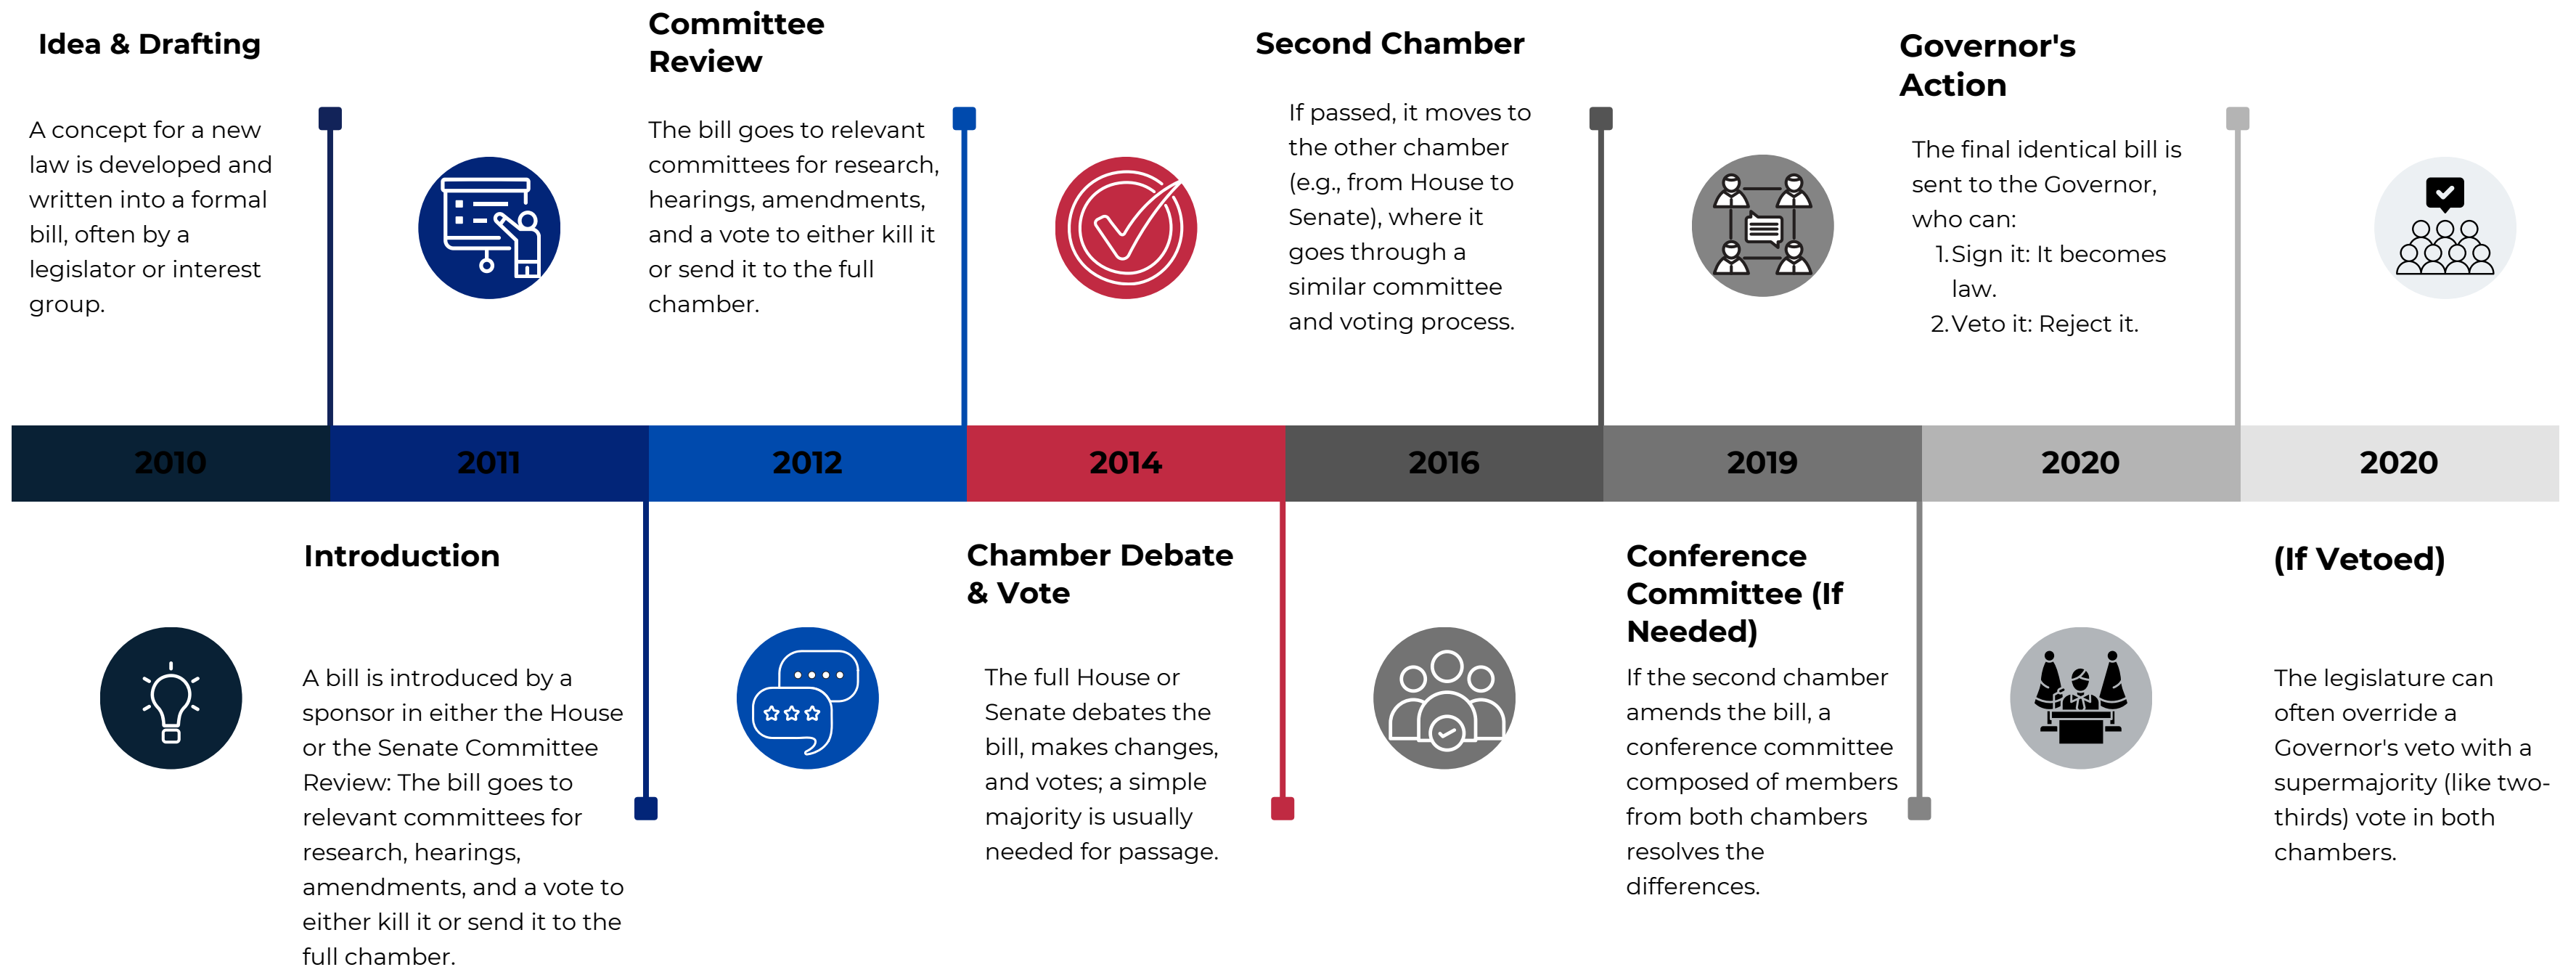 Idea & Drafting
A concept for a new
law is developed and
written into a formal
bill, often by a
legislator or interest
group.
Committee
Review
The bill goes to relevant
committees for research,
hearings, amendments,
and a vote to either kill it
or send it to the full
chamber.
Second Chamber
If passed, it moves to
the other chamber
(e.g., from House to
Senate), where it
goes through a
similar committee
and voting process.
Governor's
Action
The final identical bill is
sent to the Governor,
who can:
1. Sign it: It becomes
law.
2. Veto it: Reject it.
2010
2011
2012
2014
2016
2019
2020
2020
Introduction
A bill is introduced by a
sponsor in either the House
or the Senate Committee
Review: The bill goes to
relevant committees for
research, hearings,
amendments, and a vote to
either kill it or send it to the
full chamber.
Chamber Debate
& Vote
The full House or
Senate debates the
bill, makes changes,
and votes; a simple
majority is usually
needed for passage.
Conference
Committee (If
Needed)
If the second chamber
amends the bill, a
conference committee
composed of members
from both chambers
resolves the
differences.
(If Vetoed)
The legislature can
often override a
Governor's veto with a
supermajority (like two-
thirds) vote in both
chambers.